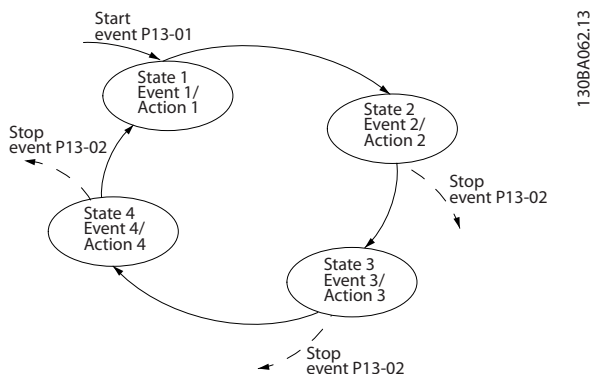 Start
event P13-01
State 1
Event 1/
Action 1
State 2
Event 2/
Action 2
Stop
event P13-02
State 3
Event 3/
Action 3
Stop
event P13-02
State 4
Event 4/
Action 4
Stop
event P13-02
130BA062.13